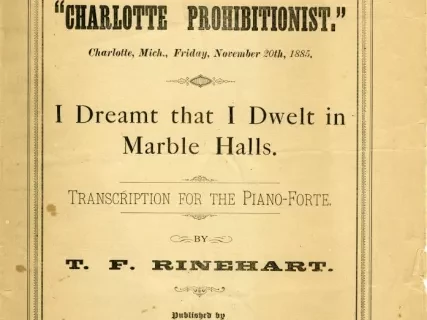 "CHARLOTTE PROHIBITIONIST."
Charlotte, Mich., Friday, November 20th, 1885.
I Dreamt that I Dwelt in
Marble Halls.
TRANSCRIPTION FOR THE PIANO-FORTE.
BY
T. F. RINEHART.
Published by